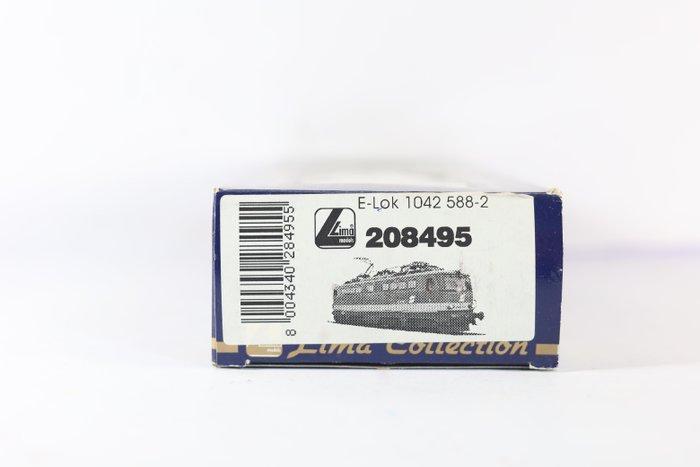 E-Lok 1042 588-2
Lima
models
208495
8 004340 284955
Lima Collection